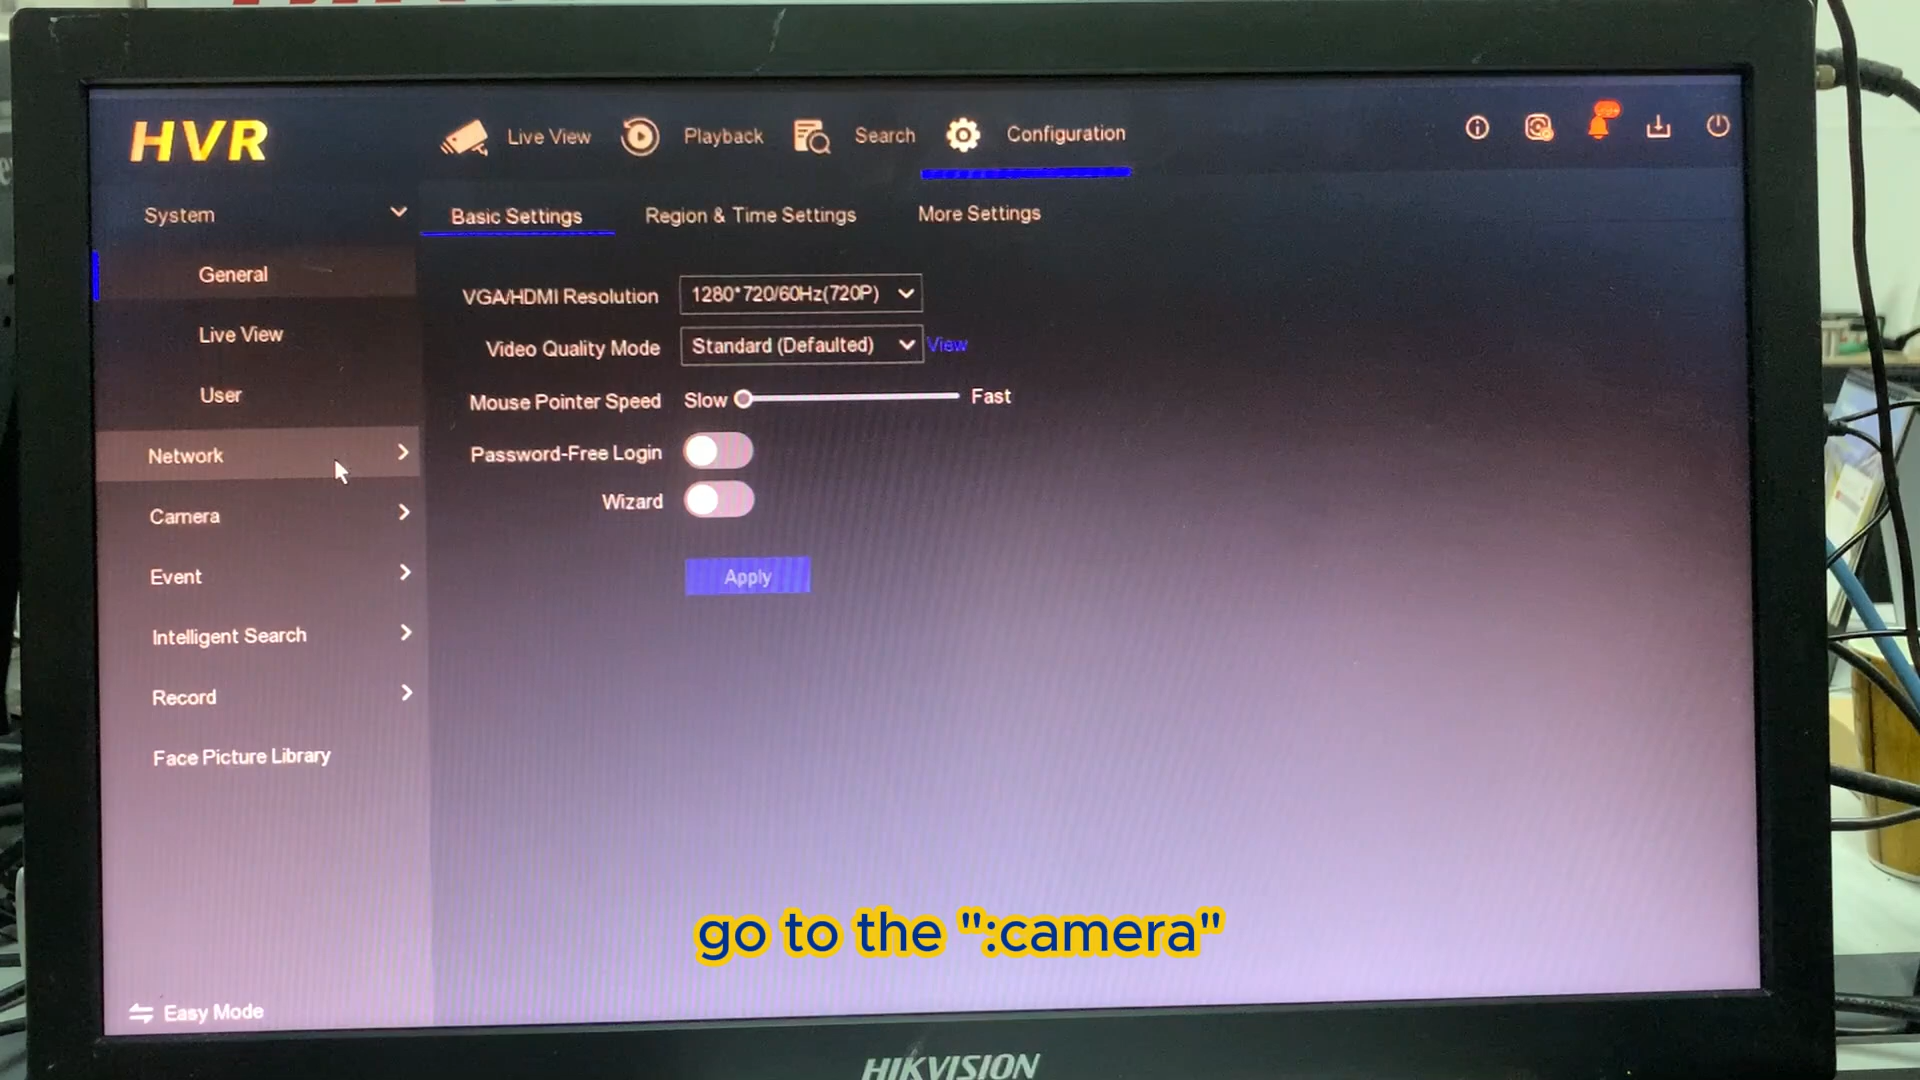 HVR
Live View
Playback
Search
Configuration
System
Basic Settings
Region & Time Settings
More Settings
General
VGA/HDMI Resolution
1280*720/60Hz(720P)
Live View
Video Quality Mode
Standard (Defaulted)
View
User
Mouse Pointer Speed
Slow
Fast
Network
Password-Free Login
Camera
Wizard
Event
Apply
Intelligent Search
Record
Face Picture Library
go to the ":camera"
Easy Mode
HIKVISION